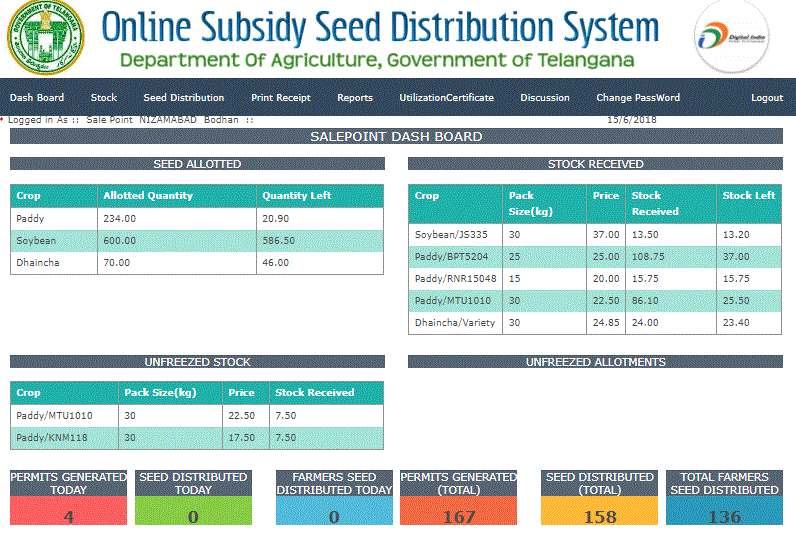 Online Subsidy Seed Distribution System
Department Of Agriculture, Government of Telangana
Digital India
Dash Board Stock Seed Distribution Print Receipt Reports UtilizationCertificate Discussion Change PassWord Logout
* Logged in As :: Sale Point NIZAMABAD Bodhan :: 15/6/2018
SALEPOINT DASH BOARD
SEED ALLOTTED
Crop Allotted Quantity Quantity Left
Paddy 234.00 20.90
Soybean 600.00 586.50
Dhaincha 70.00 46.00
STOCK RECEIVED
Crop Pack Size(kg) Price Stock Received Stock Left
Soybean/JS335 30 37.00 13.50 13.20
Paddy/BPT5204 25 25.00 108.75 37.00
Paddy/RNR15048 15 20.00 15.75 15.75
Paddy/MTU1010 30 22.50 86.10 25.50
Dhaincha/Variety 30 24.85 24.00 23.40
UNFREEZED STOCK
Crop Pack Size(kg) Price Stock Received
Paddy/MTU1010 30 22.50 7.50
Paddy/KNM118 30 17.50 7.50
UNFREEZED ALLOTMENTS
PERMITS GENERATED
TODAY
4
SEED DISTRIBUTED
TODAY
0
FARMERS SEED
DISTRIBUTED TODAY
0
PERMITS GENERATED
(TOTAL)
167
SEED DISTRIBUTED
(TOTAL)
158
TOTAL FARMERS
SEED DISTRIBUTED
136